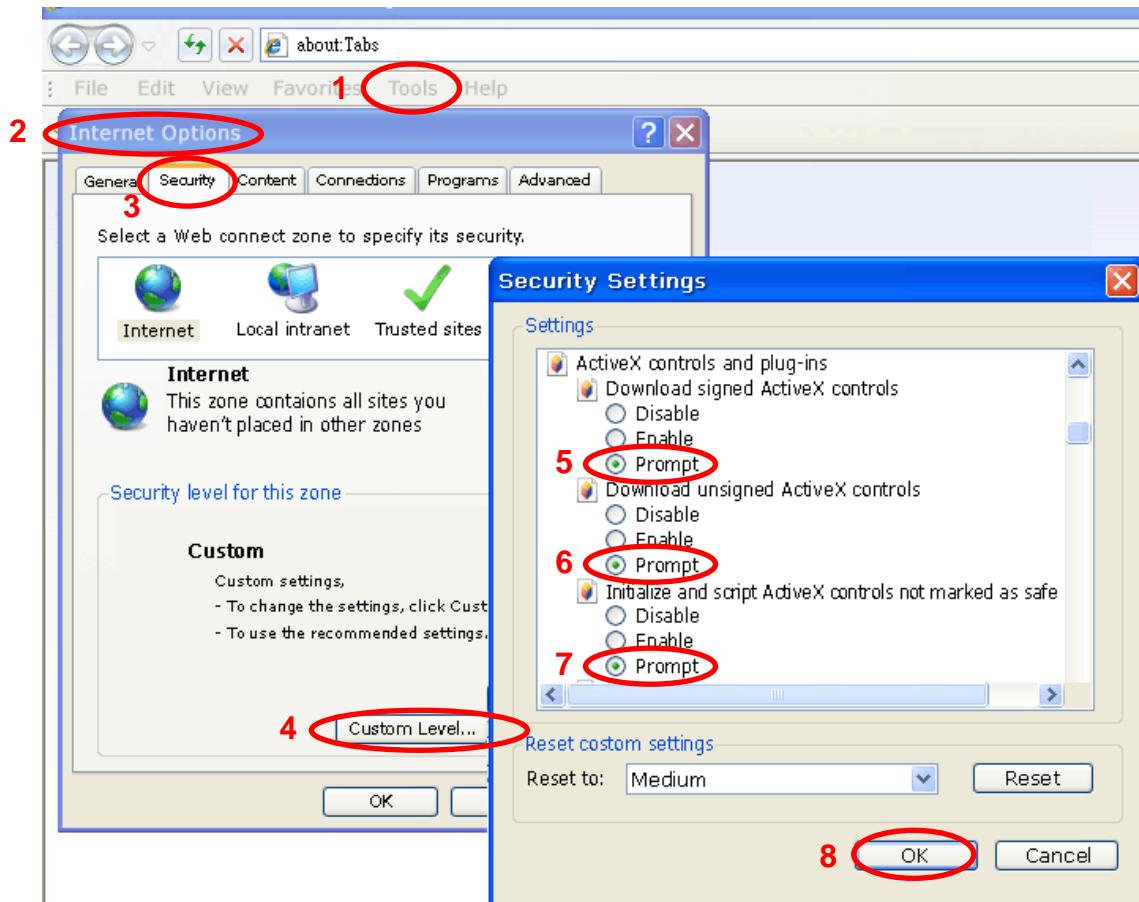 about:Tabs
File Edit View Favorites Tools Help
1
2
Internet Options
General Security Content Connections Programs Advanced
3
Select a Web connect zone to specify its security.
Internet Local intranet Trusted sites
Internet
This zone contaions all sites you
haven't placed in other zones
Security level for this zone
Custom
Custom settings,
- To change the settings, click Cust
- To use the recommended settings.
4
Custom Level...
OK
Security Settings
Settings
ActiveX controls and plug-ins
Download signed ActiveX controls
Disable
Enable
5
Prompt
Download unsigned ActiveX controls
Disable
Enable
6
Prompt
Initialize and script ActiveX controls not marked as safe
Disable
Enable
7
Prompt
Reset costom settings
Reset to: Medium Reset
8
OK Cancel